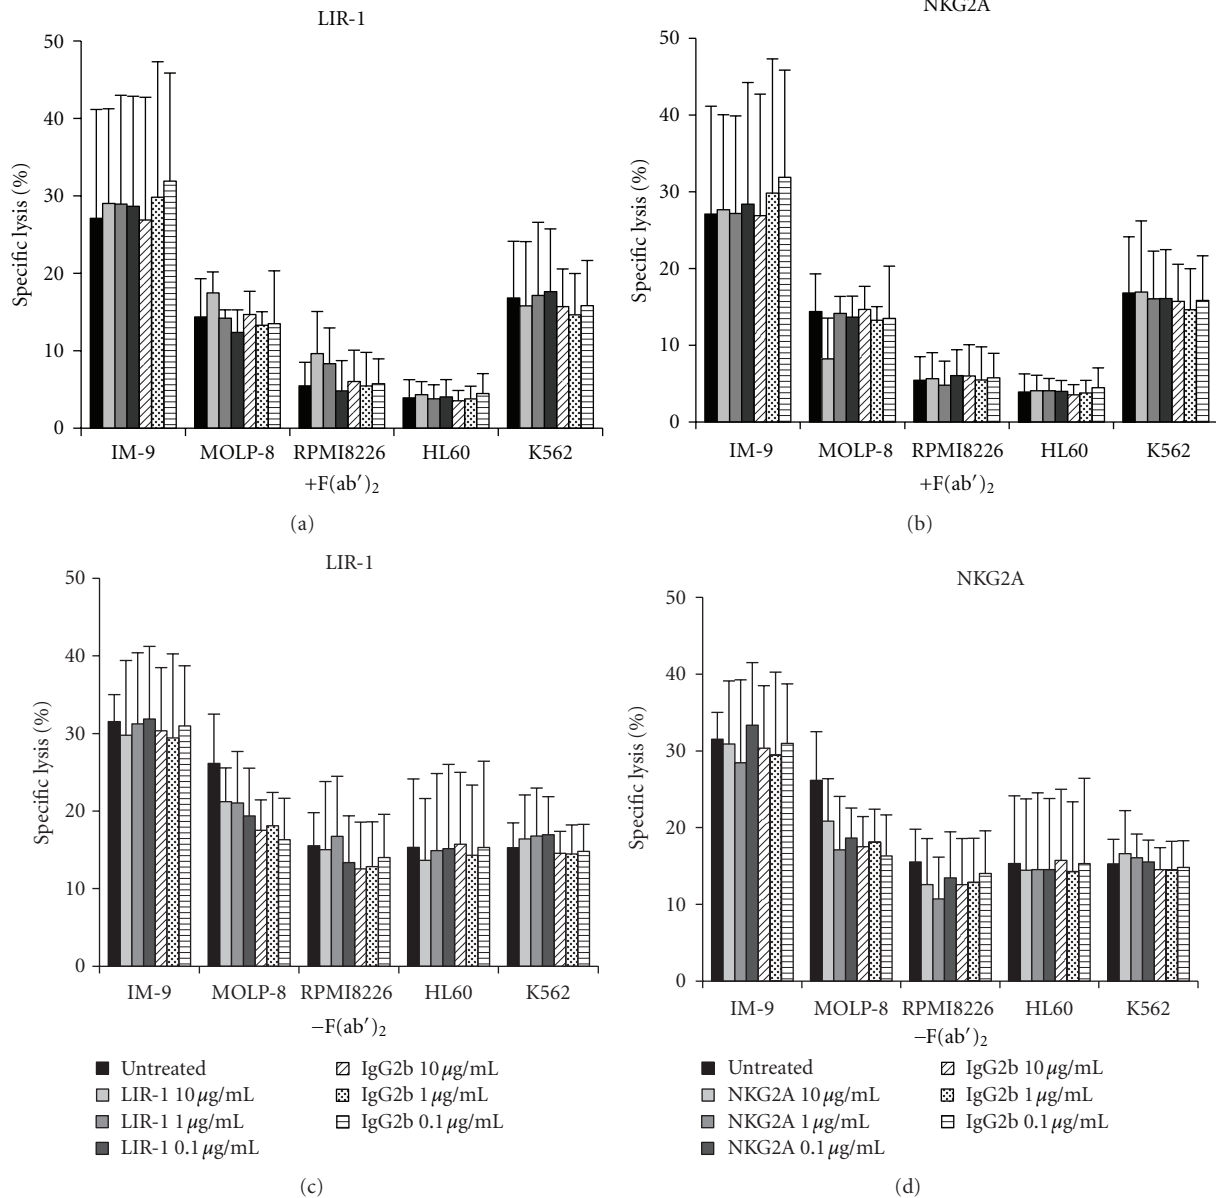 LIR-1
NKG2A
50
40
30
20
10
0
Specific lysis (%)
IM-9 MOLP-8 RPMI8226 HL60 K562
+F(ab′)2
(a)
50
40
30
20
10
0
Specific lysis (%)
IM-9 MOLP-8 RPMI8226 HL60 K562
+F(ab′)2
(b)
LIR-1
50
40
30
20
10
0
Specific lysis (%)
IM-9 MOLP-8 RPMI8226 HL60 K562
−F(ab′)2
Untreated
LIR-1 10 µg/mL
LIR-1 1 µg/mL
LIR-1 0.1 µg/mL
IgG2b 10 µg/mL
IgG2b 1 µg/mL
IgG2b 0.1 µg/mL
(c)
NKG2A
50
40
30
20
10
0
Specific lysis (%)
IM-9 MOLP-8 RPMI8226 HL60 K562
−F(ab′)2
Untreated
NKG2A 10 µg/mL
NKG2A 1 µg/mL
NKG2A 0.1 µg/mL
IgG2b 10 µg/mL
IgG2b 1 µg/mL
IgG2b 0.1 µg/mL
(d)